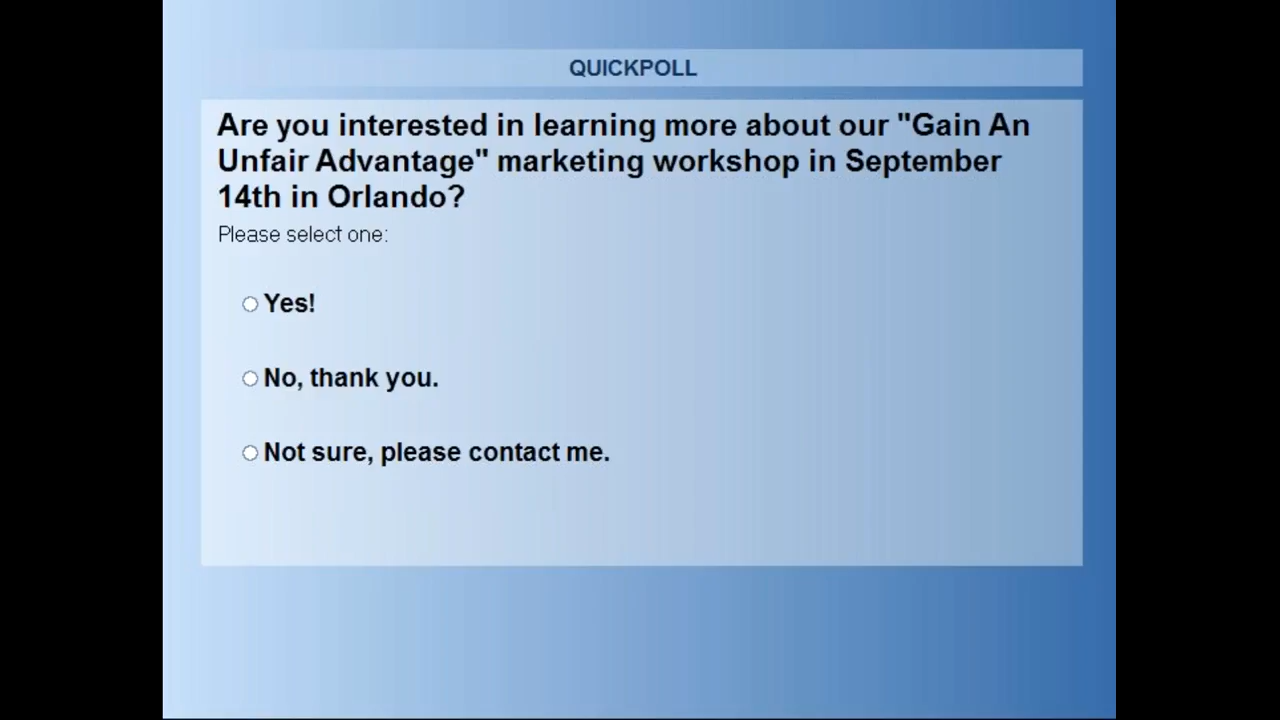 QUICKPOLL
Are you interested in learning more about our "Gain An
Unfair Advantage" marketing workshop in September
14th in Orlando?
Please select one:
Yes!
No, thank you.
Not sure, please contact me.